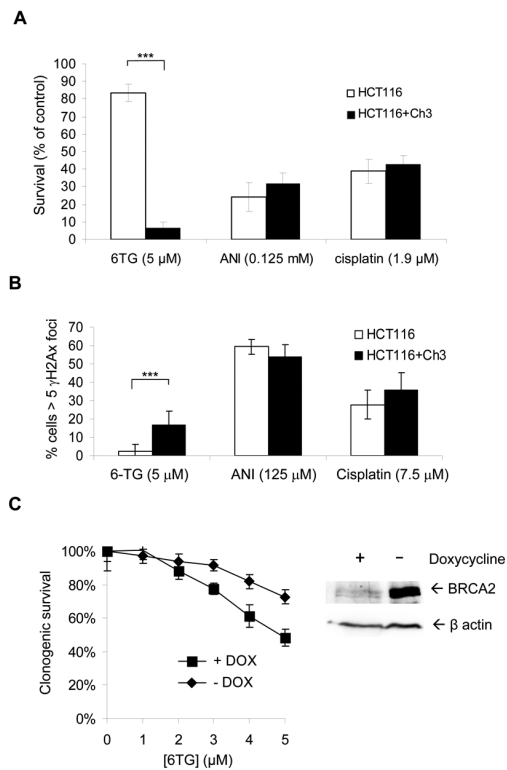 A
***
HCT116
HCT116+Ch3
Survival (% of control)
100
90
80
70
60
50
40
30
20
10
0
6TG (5 µM)
ANI (0.125 mM)
cisplatin (1.9 µM)
B
***
HCT116
HCT116+Ch3
% cells > 5 γH2Ax foci
70
60
50
40
30
20
10
0
6-TG (5 µM)
ANI (125 µM)
Cisplatin (7.5 µM)
C
Clonogenic survival
100%
80%
60%
40%
20%
0%
+ DOX
- DOX
0 1 2 3 4 5
[6TG] (µM)
+ − Doxycycline
← BRCA2
← β actin